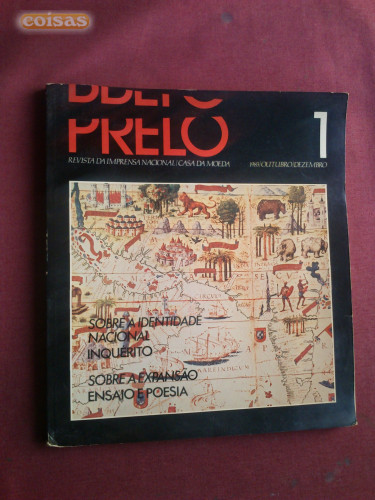 coisas
PRELO
PRELO
1
REVISTA DA IMPRENSA NACIONAL/CASA DA MOEDA
1983/OUTUBRO/DEZEMBRO
SOBRE A IDENTIDADE
NACIONAL
INQUÉRITO
SOBRE A EXPANSÃO
ENSAIO E POESIA